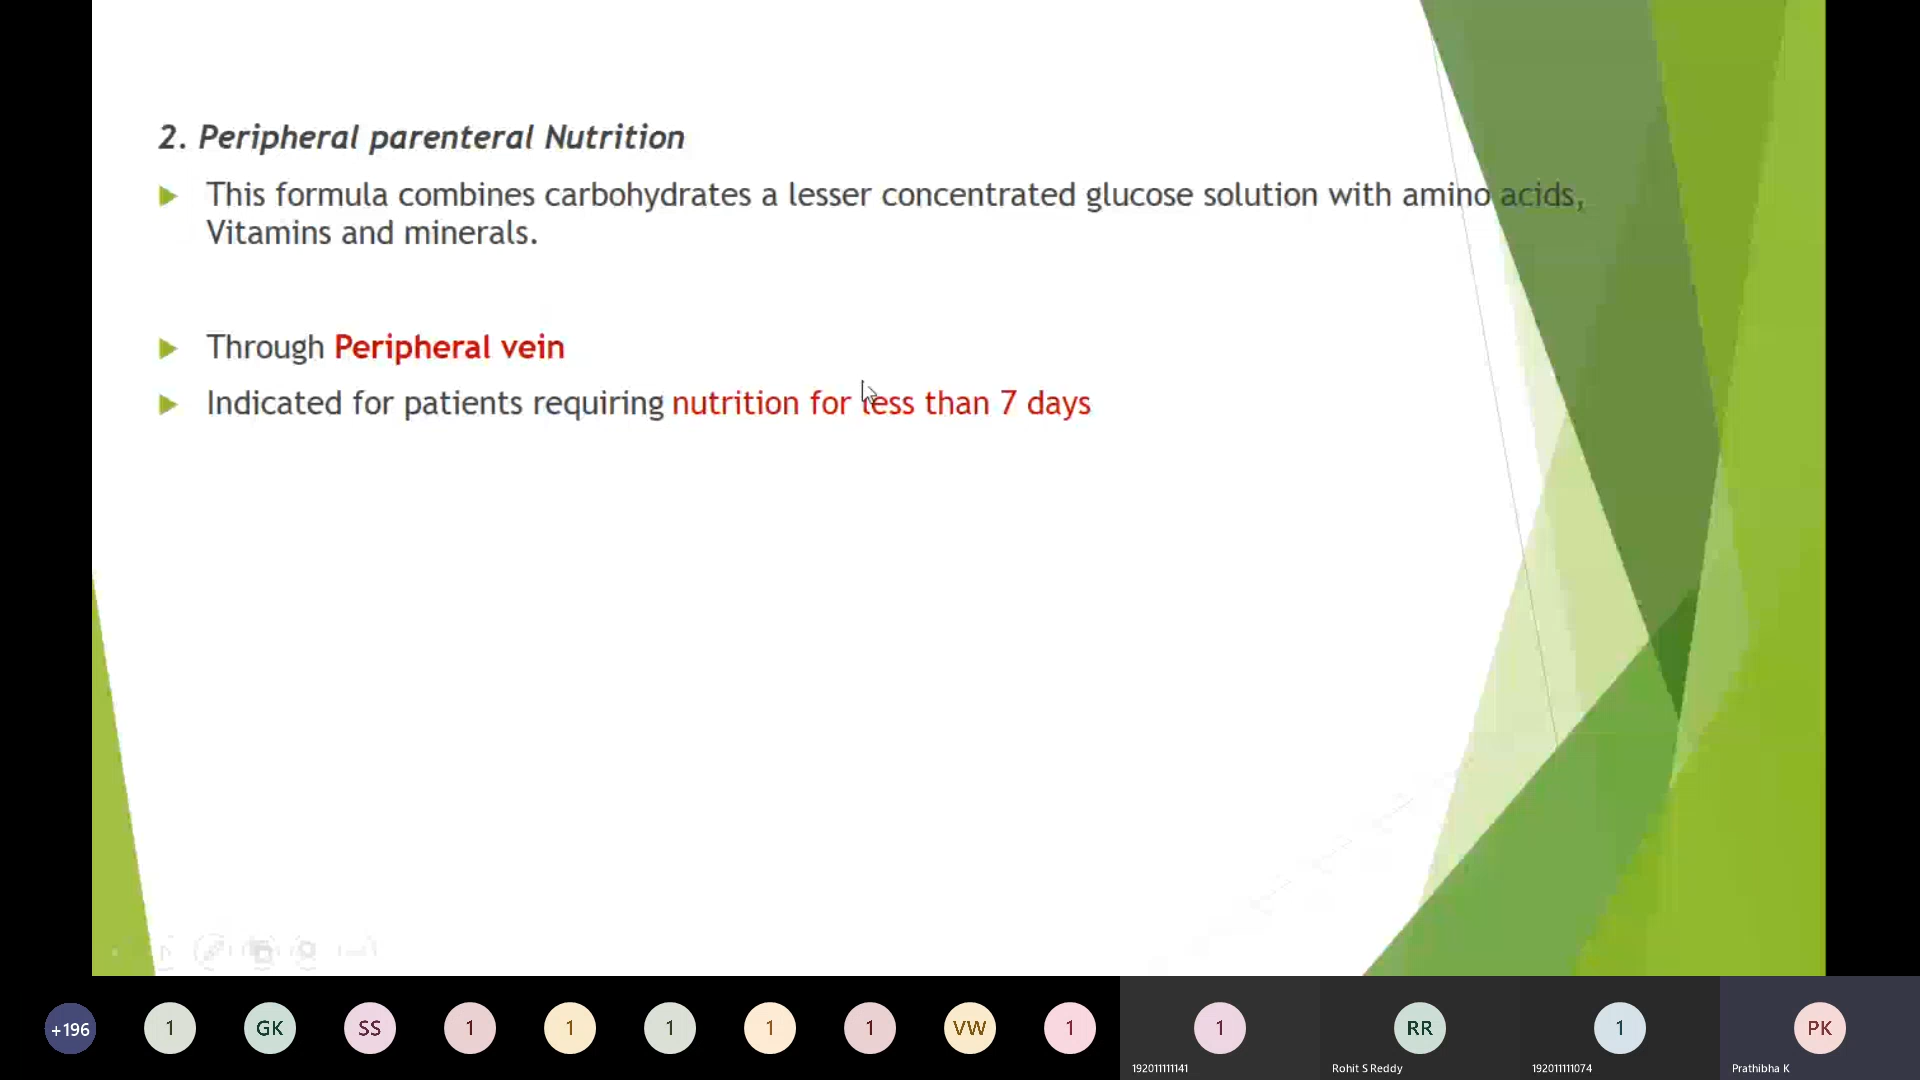 2. Peripheral parenteral Nutrition
This formula combines carbohydrates a lesser concentrated glucose solution with amino acids,
Vitamins and minerals.
Through Peripheral vein
Indicated for patients requiring nutrition for less than 7 days
+196 1 GK SS 1 1 1 1 1 VW 1 1 RR 1 PK
192011111141 Rohit S Reddy 192011111074 Prathibha K